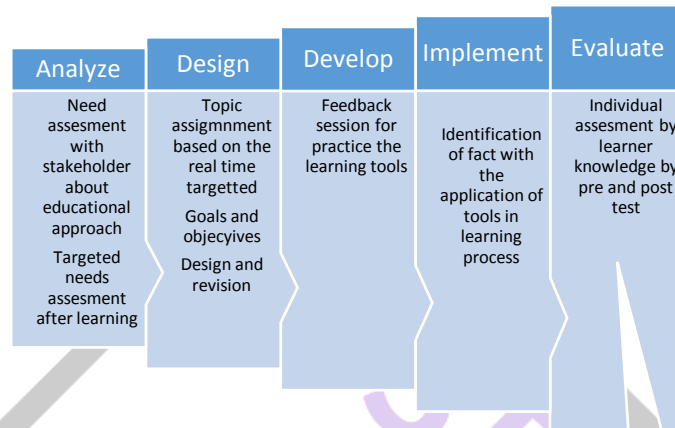 Analyze
Need
assesment
with
stakeholder
about
educational
approach
Targeted
needs
assesment
after learning
Design
Topic
assigmnment
based on the
real time
targetted
Goals and
objecyives
Design and
revision
Develop
Feedback
session for
practice the
learning tools
Implement
Identification
of fact with
the
application of
tools in
learning
process
Evaluate
Individual
assesment by
learner
knowledge by
pre and post
test